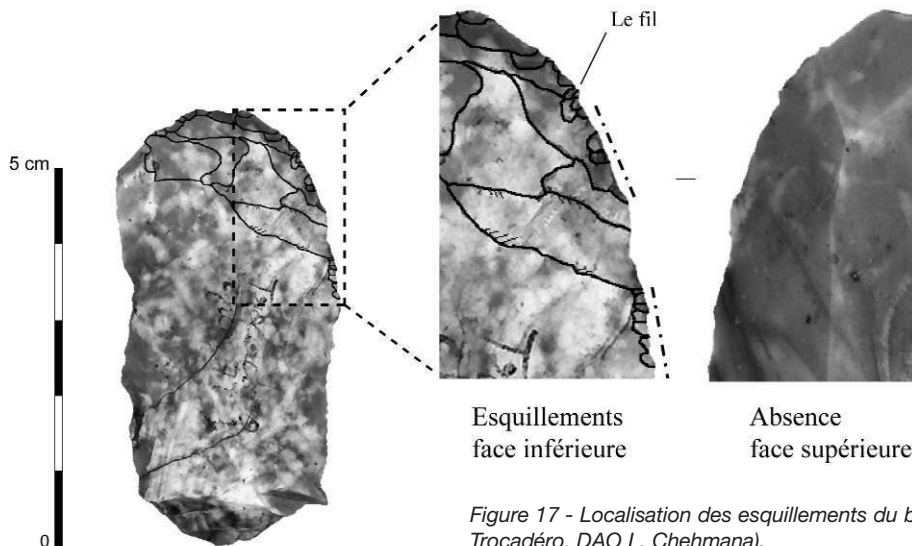 Le fil
5 cm
0
Esquillements
face inférieure
Absence
face supérieure
Figure 17 - Localisation des esquillements du
Trocadéro, DAO L. Chehmana).